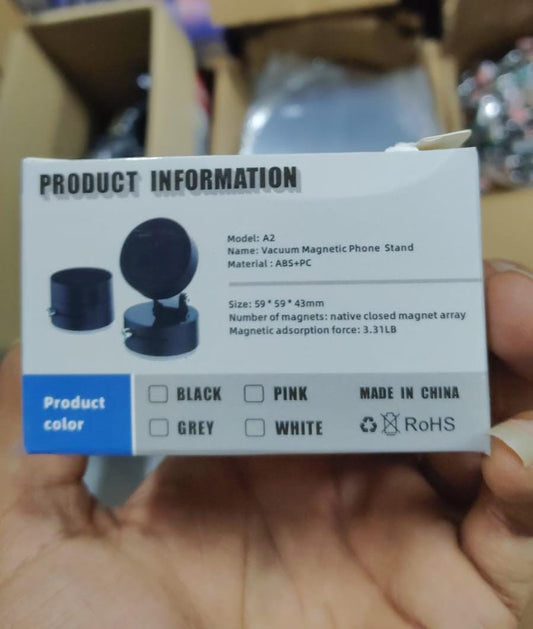 PRODUCT INFORMATION
Model: A2
Name: Vacuum Magnetic Phone Stand
Material : ABS+PC
Size: 59 * 59 * 43mm
Number of magnets: native closed magnet array
Magnetic adsorption force: 3.31LB
Product
color
BLACK
PINK
GREY
WHITE
MADE IN CHINA
RoHS